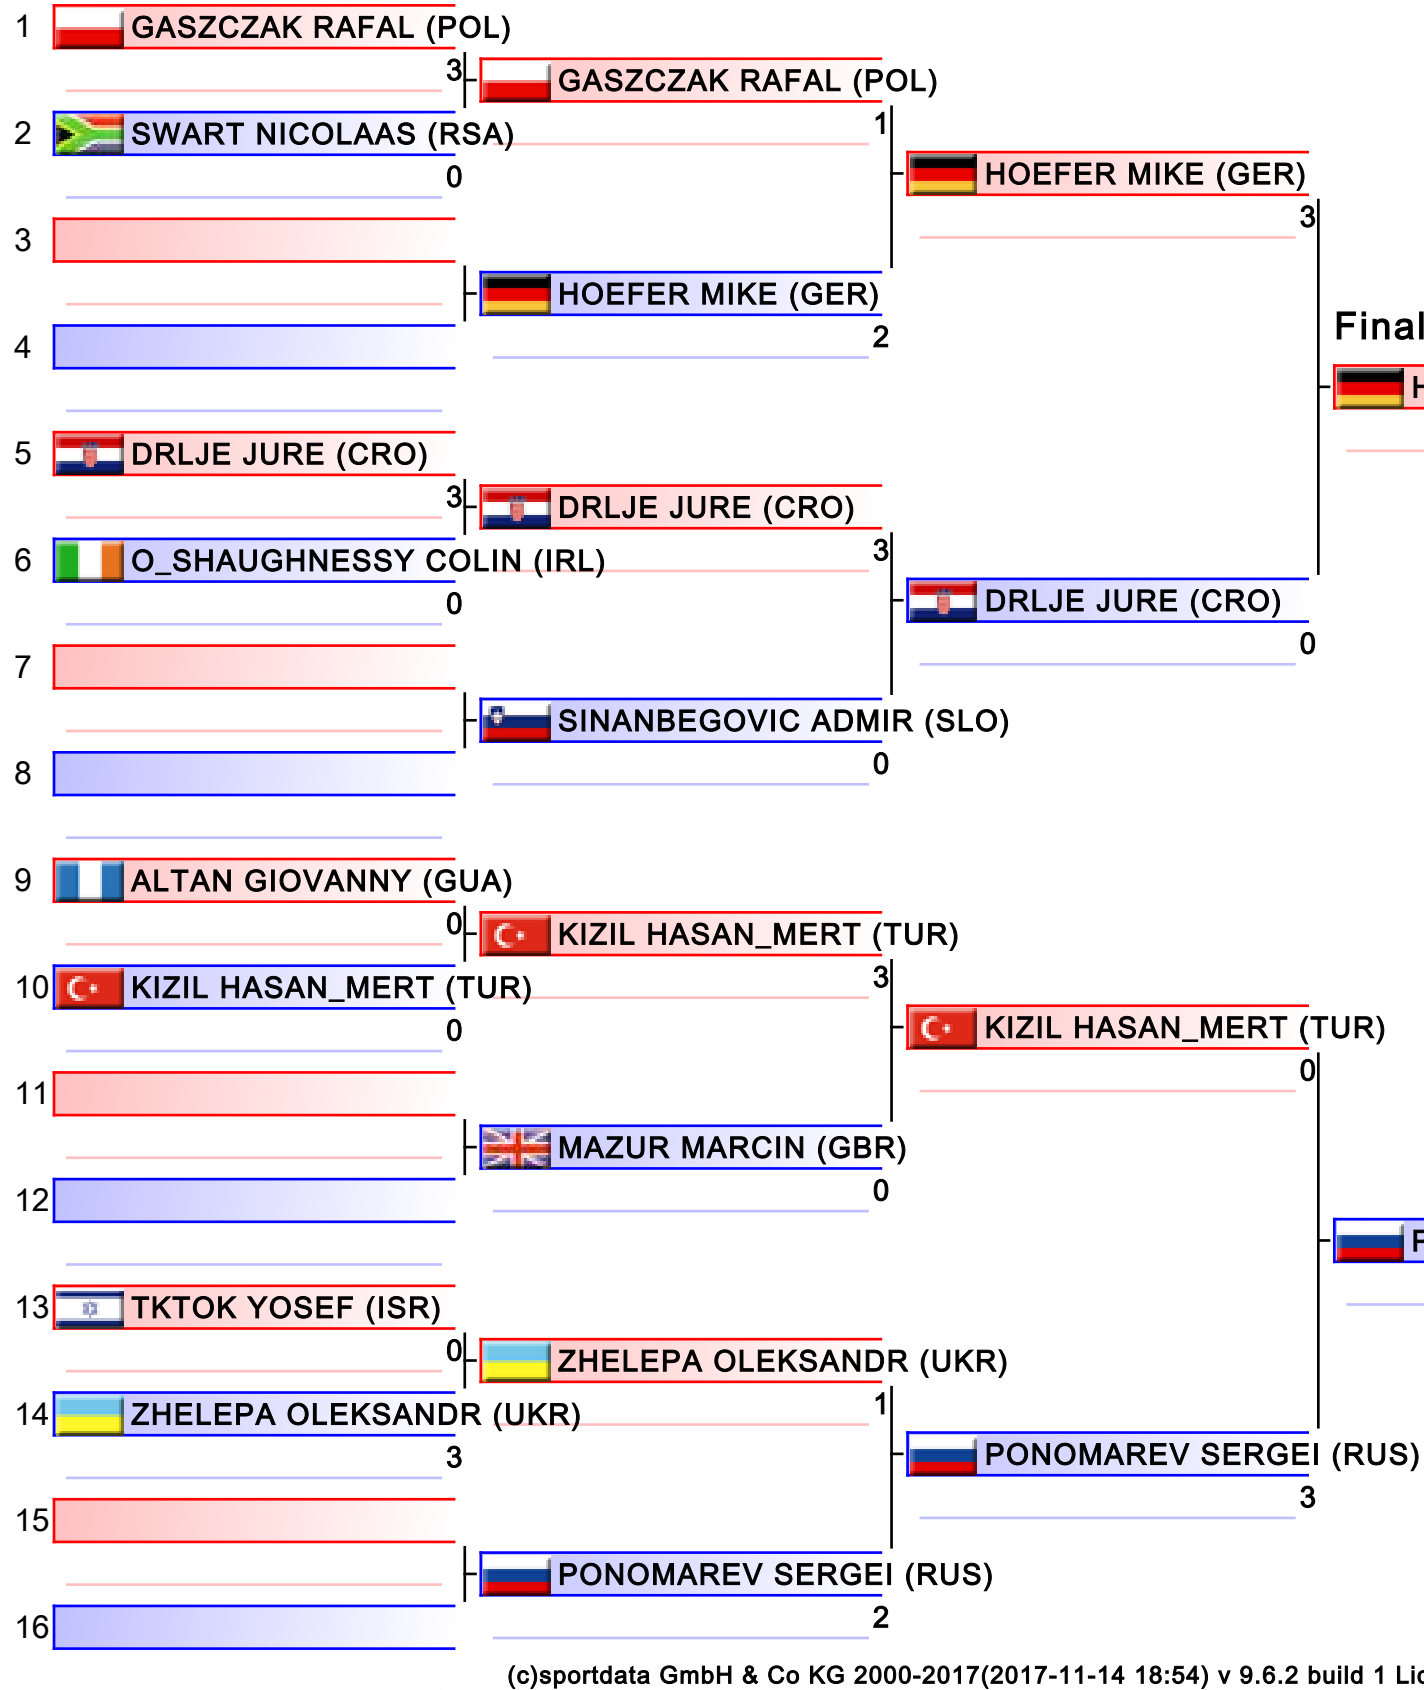 1 GASZCZAK RAFAL (POL)
3
GASZCZAK RAFAL (POL)
1
2 SWART NICOLAAS (RSA)
0
HOEFER MIKE (GER)
3
3
HOEFER MIKE (GER)
2
4
Final
H
5 DRLJE JURE (CRO)
3
DRLJE JURE (CRO)
3
6 O_SHAUGHNESSY COLIN (IRL)
0
DRLJE JURE (CRO)
0
7
SINANBEGOVIC ADMIR (SLO)
0
8
9 ALTAN GIOVANNY (GUA)
0
KIZIL HASAN_MERT (TUR)
3
10 KIZIL HASAN_MERT (TUR)
0
KIZIL HASAN_MERT (TUR)
0
11
MAZUR MARCIN (GBR)
0
12
13 TKTOK YOSEF (ISR)
0
ZHELEPA OLEKSANDR (UKR)
1
14 ZHELEPA OLEKSANDR (UKR)
3
PONOMAREV SERGEI (RUS)
3
15
PONOMAREV SERGEI (RUS)
2
16
(c)sportdata GmbH & Co KG 2000-2017(2017-11-14 18:54) v 9.6.2 build 1 Lic